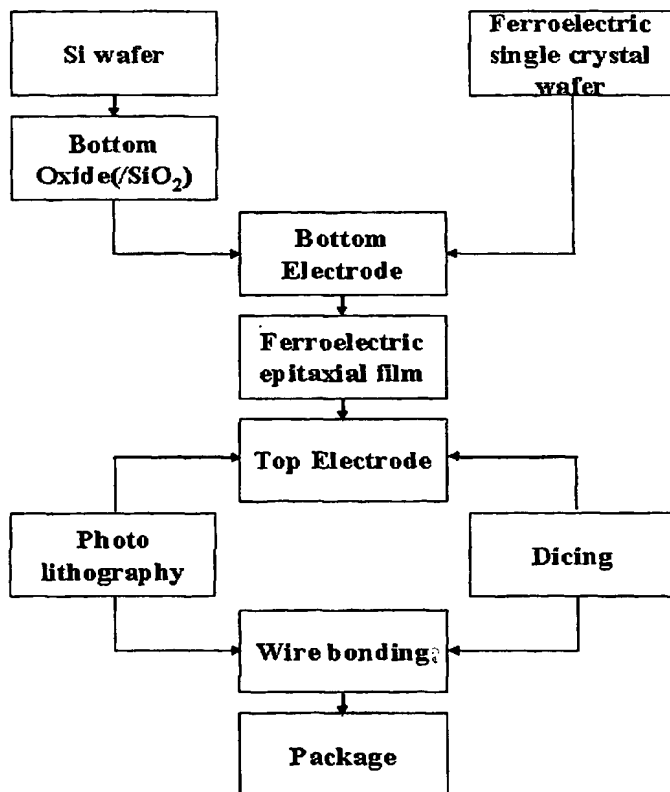 Si wafer
Ferroelectric
single crystal
wafer
Bottom
Oxide(/SiO₂)
Bottom
Electrode
Ferroelectric
epitaxial film
Top Electrode
Photo
lithography
Dicing
Wire bonding
Package